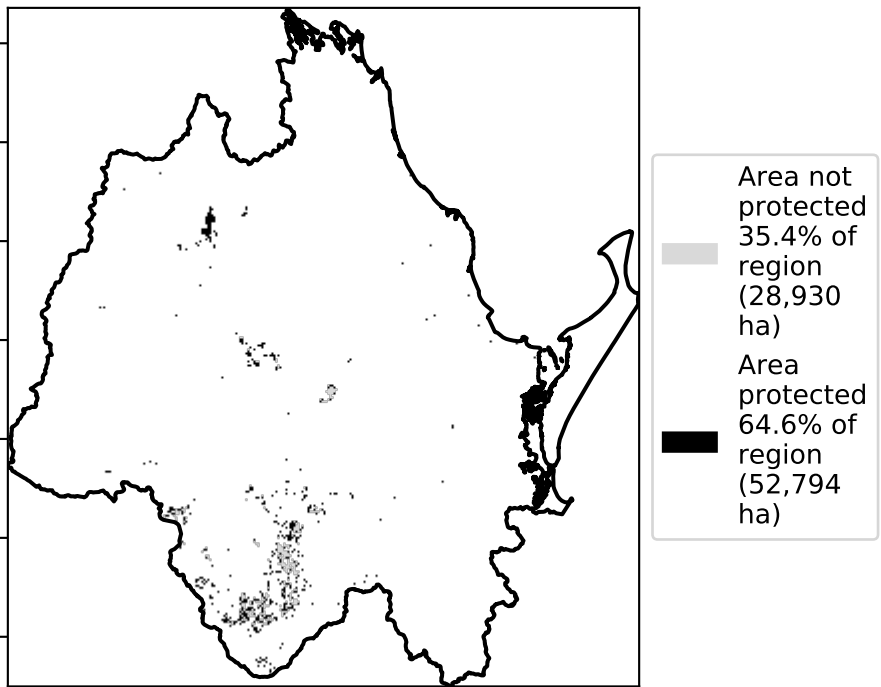 Area not
protected
35.4% of
region
(28,930
ha)
Area
protected
64.6% of
region
(52,794
ha)